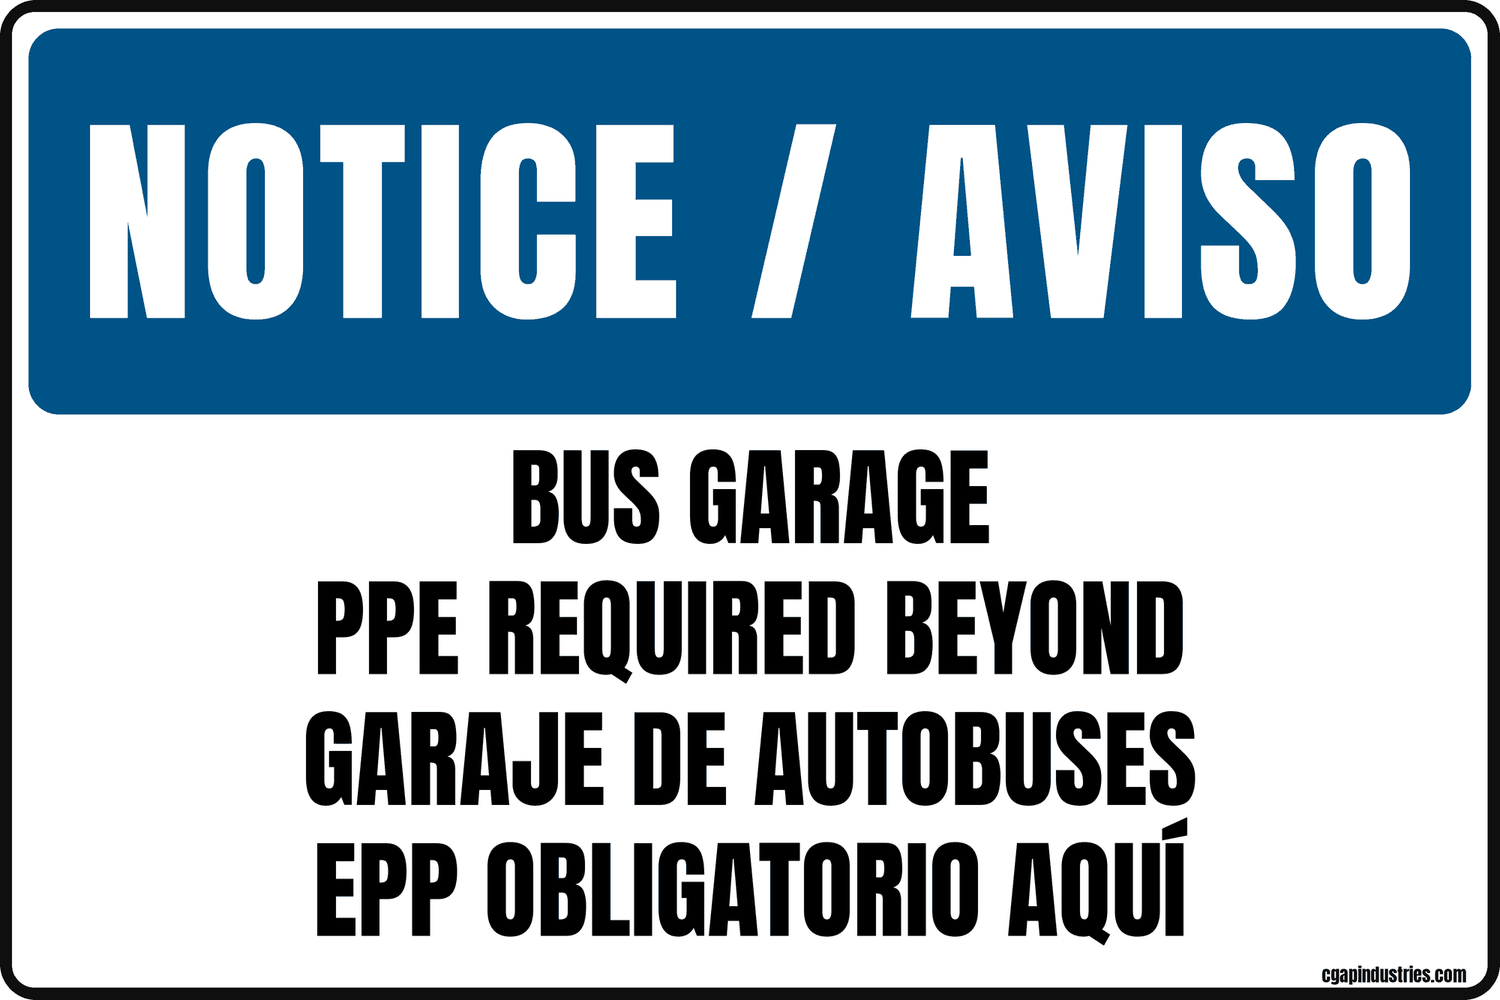 NOTICE / AVISO
BUS GARAGE
PPE REQUIRED BEYOND
GARAJE DE AUTOBUSES
EPP OBLIGATORIO AQUÍ
cgapindustries.com